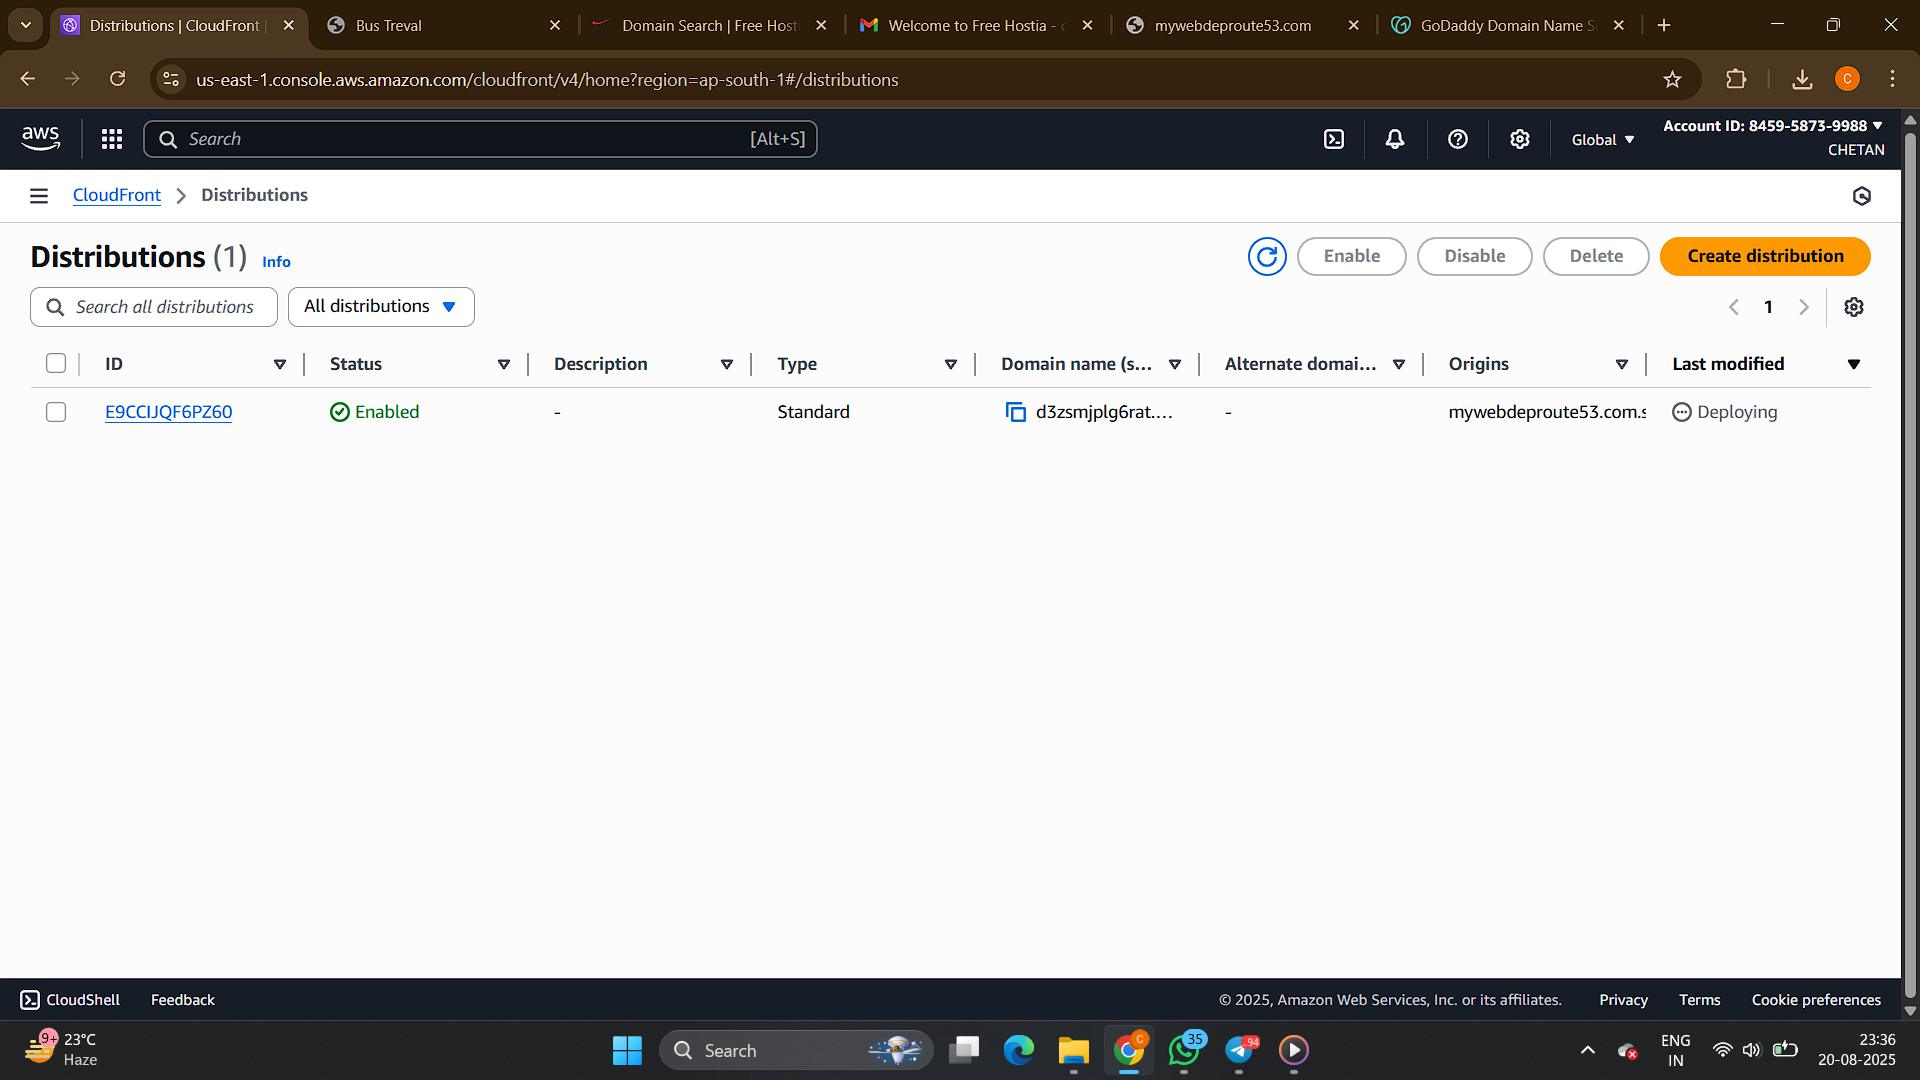 Distributions | CloudFront
Bus Treval
Domain Search | Free Hosti
Welcome to Free Hostia -
mywebdeproute53.com
GoDaddy Domain Name S
us-east-1.console.aws.amazon.com/cloudfront/v4/home?region=ap-south-1#/distributions
C
aws
Search
[Alt+S]
Global
Account ID: 8459-5873-9988
CHETAN
CloudFront
Distributions
Distributions (1) Info
Enable
Disable
Delete
Create distribution
Search all distributions
All distributions
1
ID
Status
Description
Type
Domain name (s...
Alternate domai...
Origins
Last modified
E9CCIJQF6PZ60
Enabled
-
Standard
d3zsmjplg6rat....
-
mywebdeproute53.com.s
Deploying
CloudShell
Feedback
© 2025, Amazon Web Services, Inc. or its affiliates.
Privacy
Terms
Cookie preferences
9+
23°C
Haze
Search
C
35
94
ENG
IN
23:36
20-08-2025